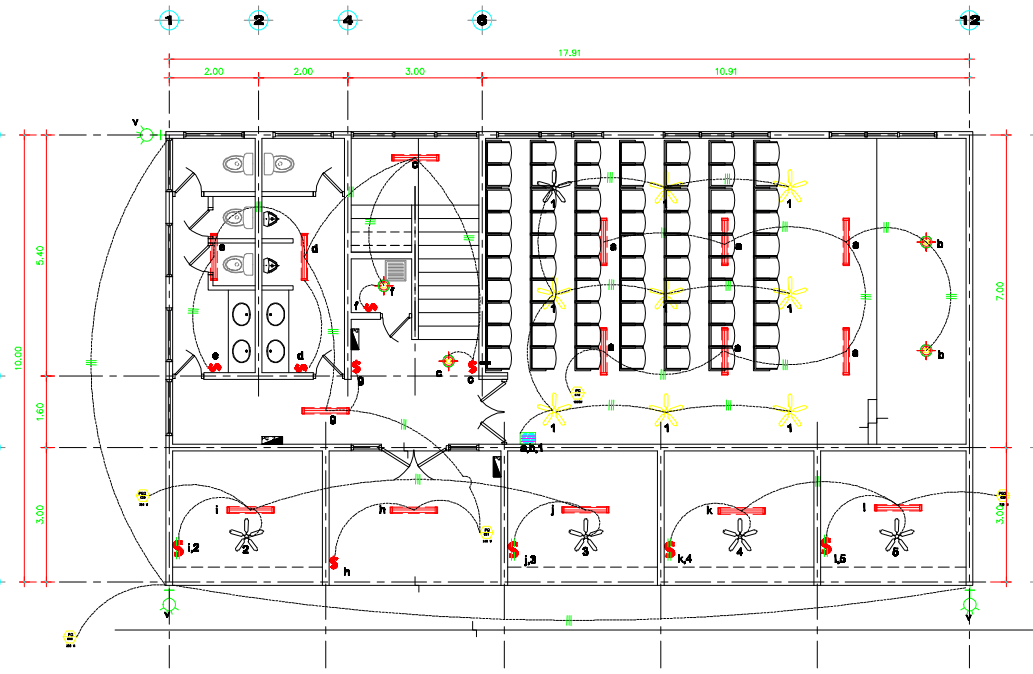 1 2 4 6 12
17.91
2.00 2.00 3.00 10.91
v
1 1 1
5.40
e d
a a a b
7.00
f f
1 1 1
10.00
a a a b
e d g c c
1.60
g
1 1 1
a,b,1
3.00
i h j k l
3.00
i,2 2 h j,3 3 k,4 4 l,5 5
v v